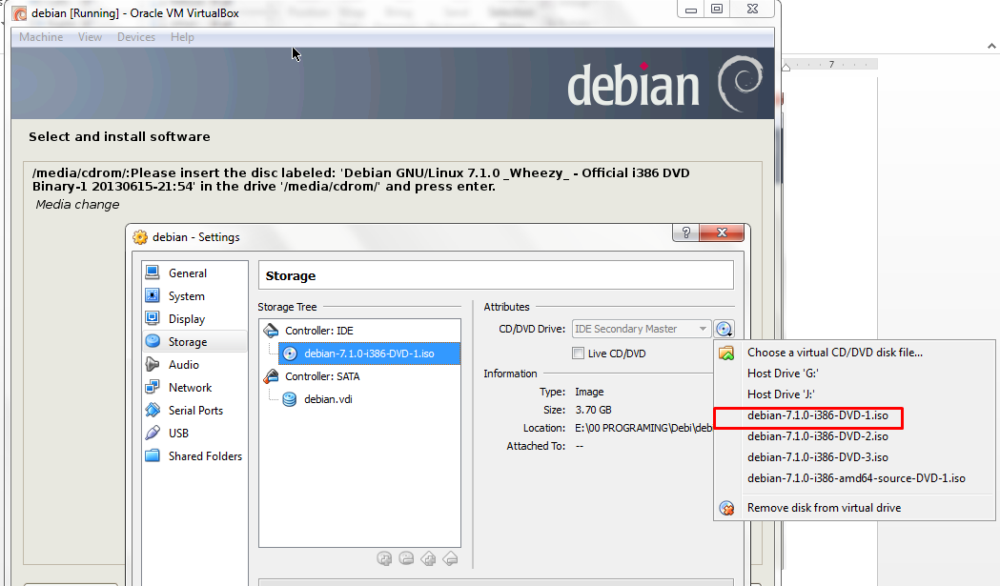 debian [Running] - Oracle VM VirtualBox
Machine View Devices Help
7
debian
Select and install software
/media/cdrom/:Please insert the disc labeled: 'Debian GNU/Linux 7.1.0 _Wheezy_ - Official i386 DVD
Binary-1 20130615-21:54' in the drive '/media/cdrom/' and press enter.
Media change
debian - Settings
?
General
System
Display
Storage
Audio
Network
Serial Ports
USB
Shared Folders
Storage
Storage Tree
Controller: IDE
debian-7.1.0-i386-DVD-1.iso
Controller: SATA
debian.vdi
Attributes
CD/DVD Drive: IDE Secondary Master
Live CD/DVD
Information
Type: Image
Size: 3.70 GB
Location: E:\00 PROGRAMING\Debi\deb
Attached To: --
Choose a virtual CD/DVD disk file...
Host Drive 'G:'
Host Drive 'J:'
debian-7.1.0-i386-DVD-1.iso
debian-7.1.0-i386-DVD-2.iso
debian-7.1.0-i386-DVD-3.iso
debian-7.1.0-i386-amd64-source-DVD-1.iso
Remove disk from virtual drive